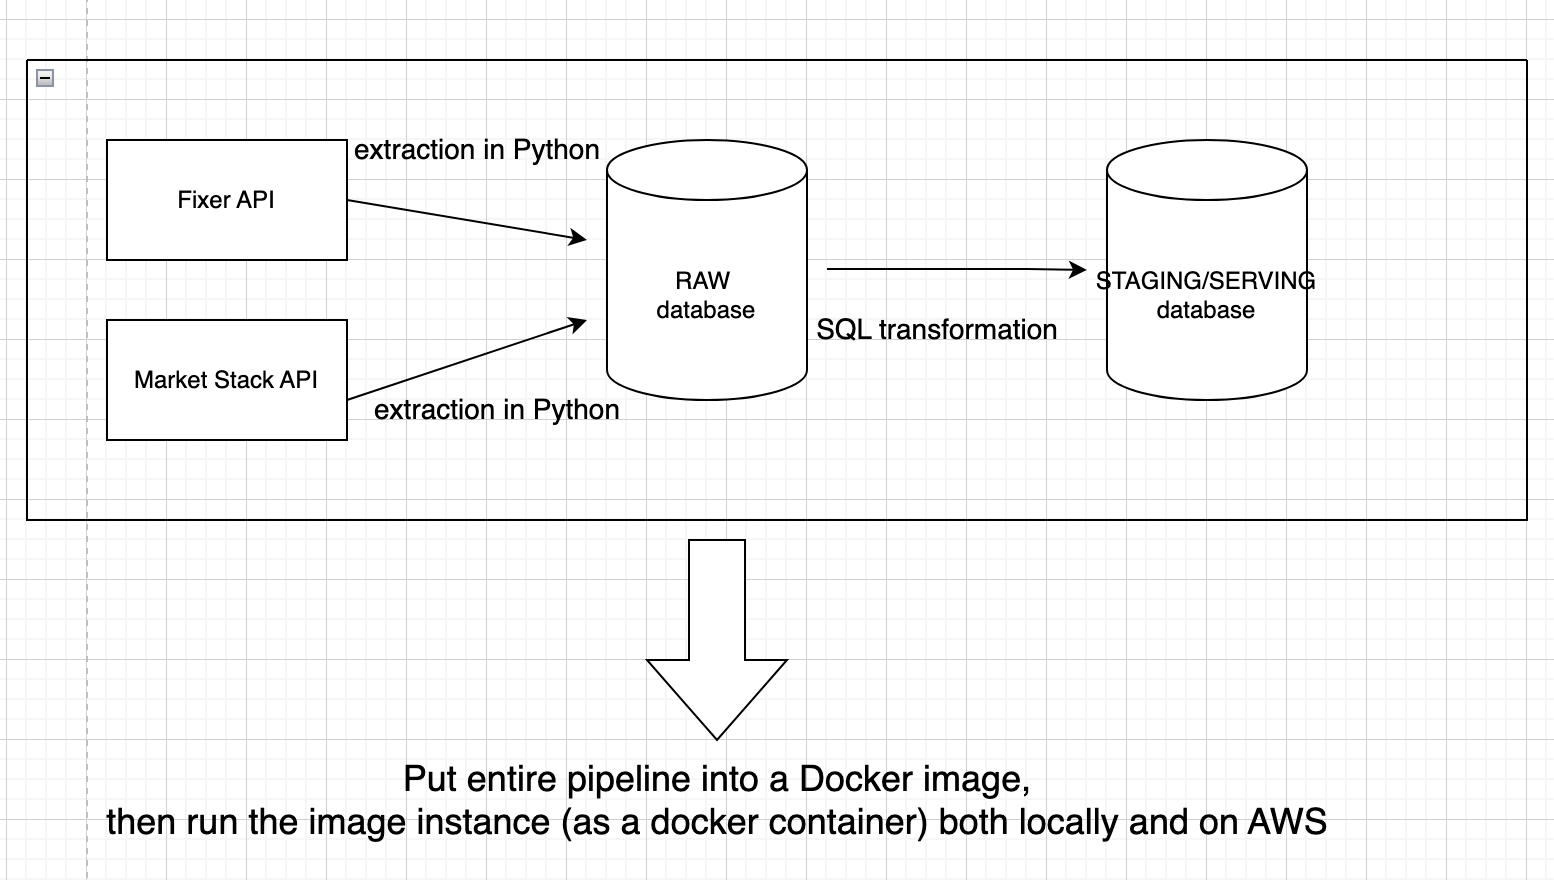 extraction in Python
Fixer API
RAW
database
STAGING/SERVING
database
SQL transformation
Market Stack API
extraction in Python
Put entire pipeline into a Docker image,
then run the image instance (as a docker container) both locally and on AWS